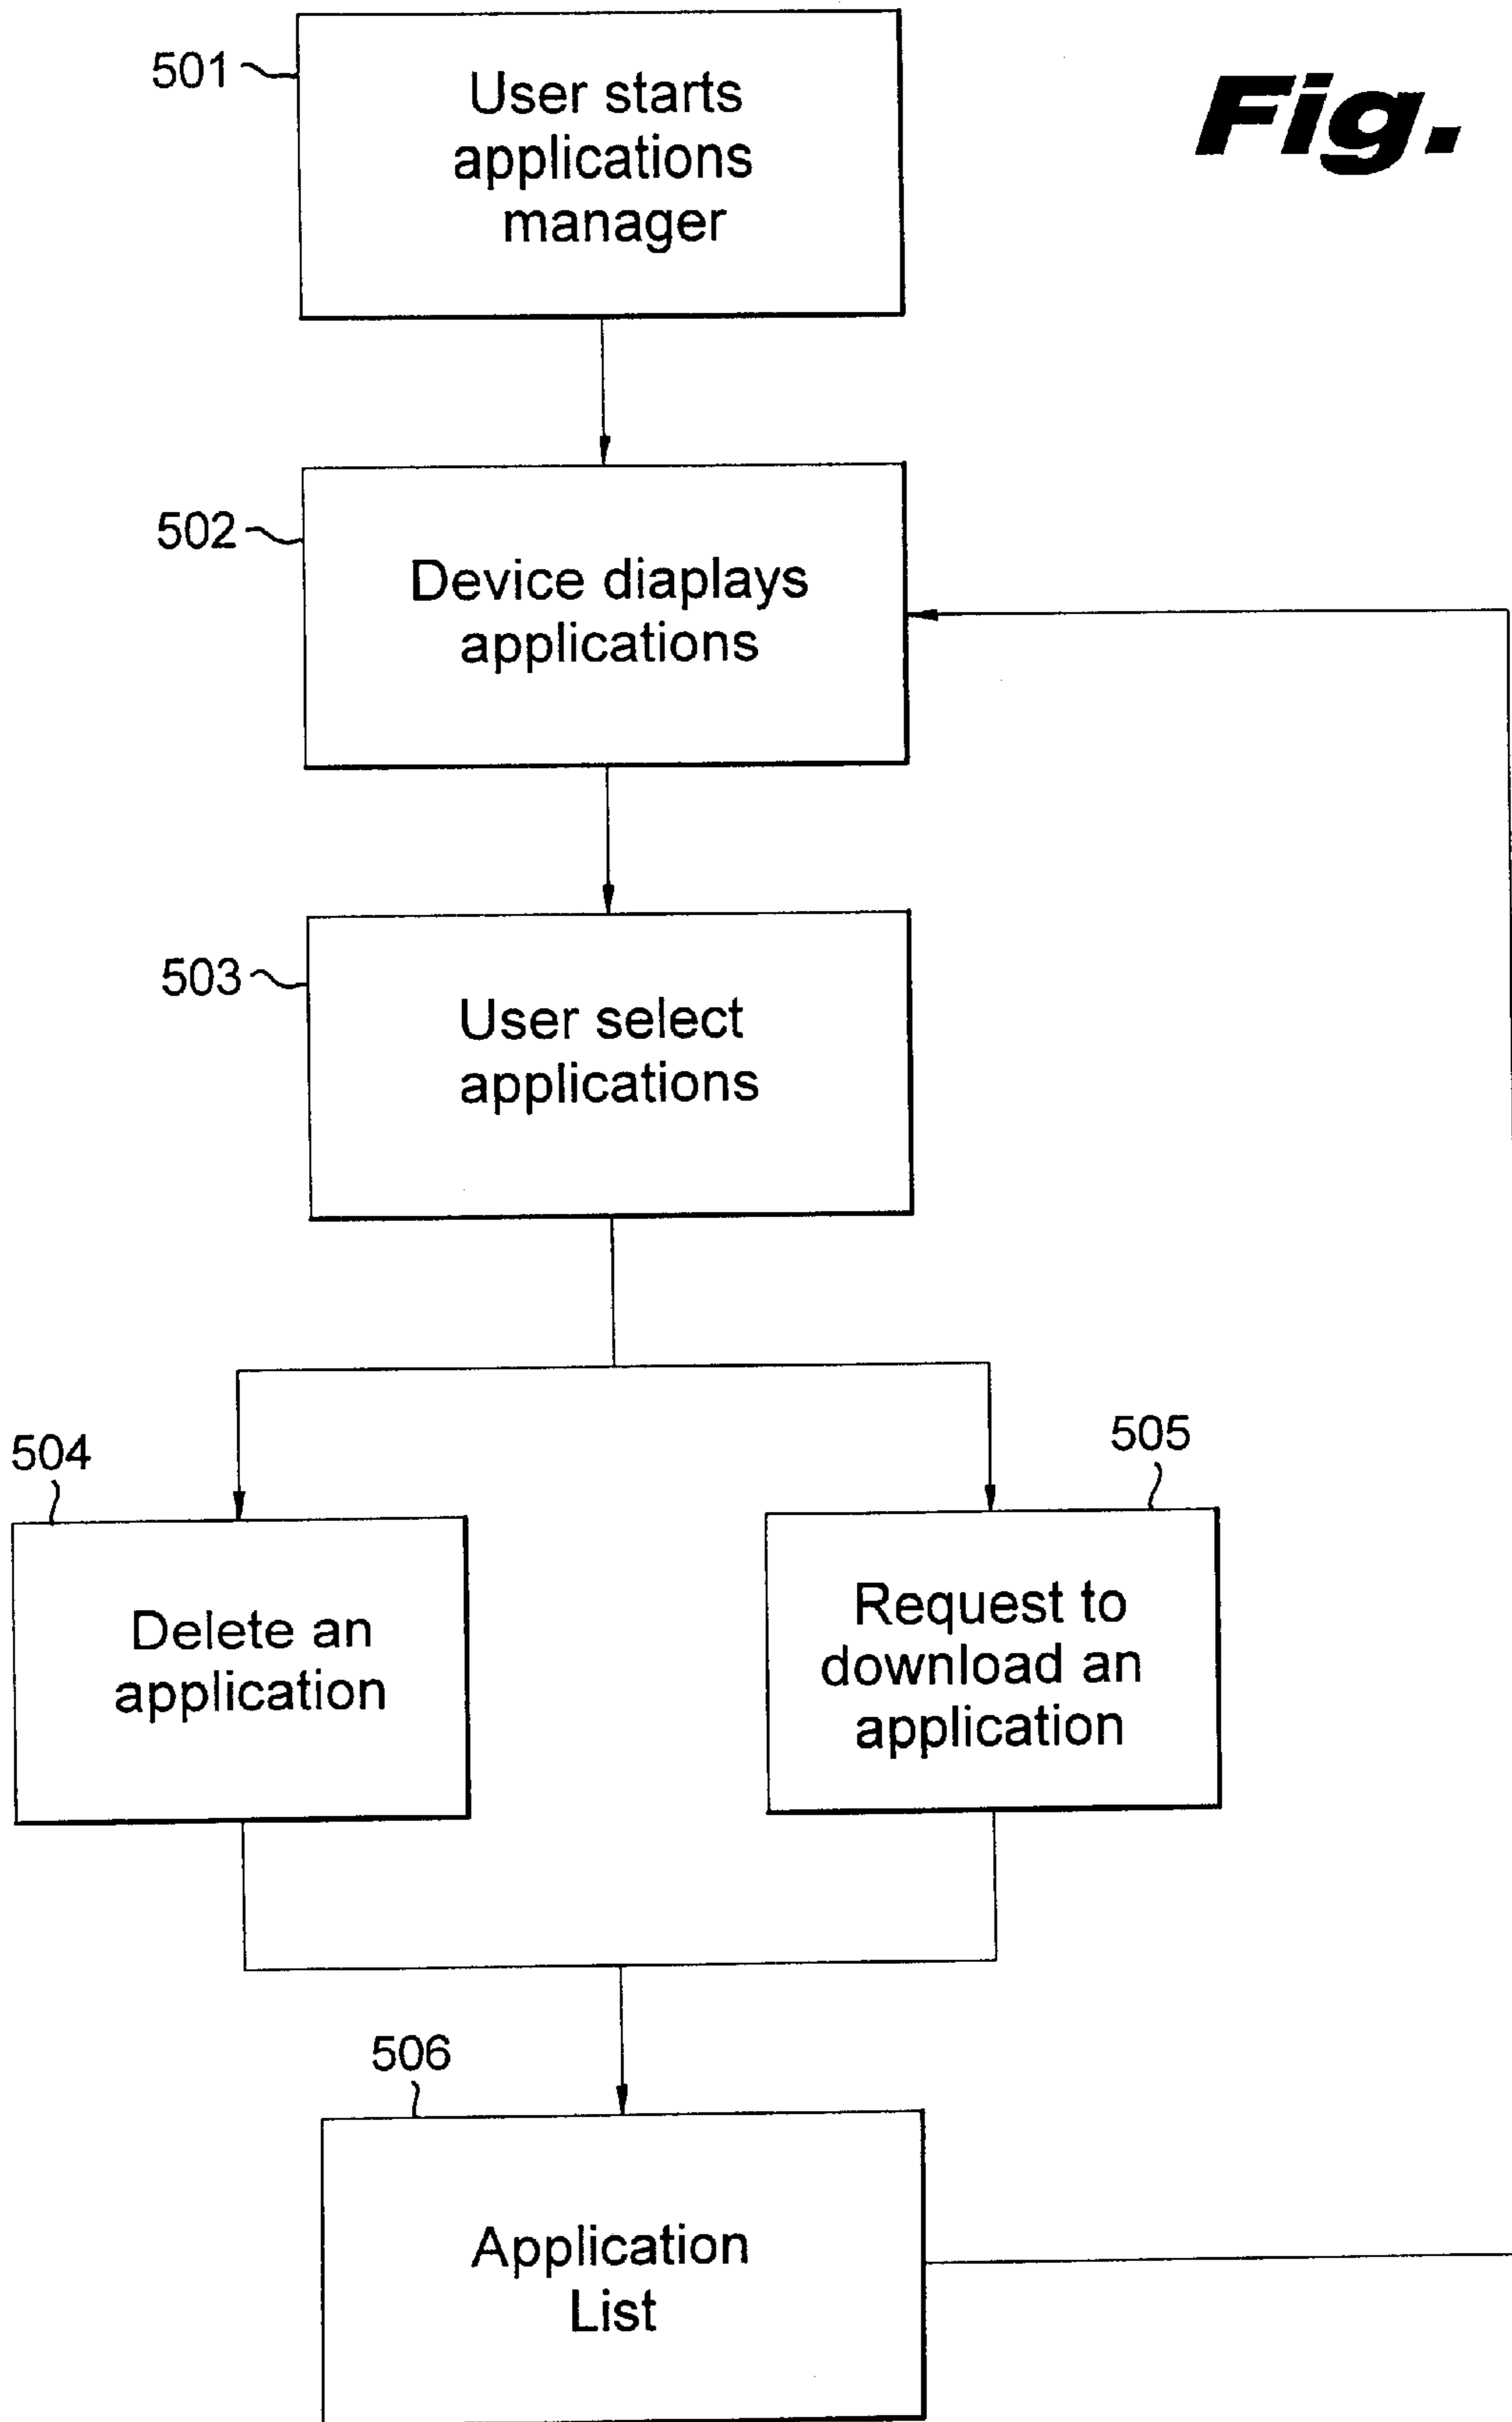 Fig.
501
User starts
applications
manager
502
Device diaplays
applications
503
User select
applications
504
Delete an
application
505
Request to
download an
application
506
Application
List